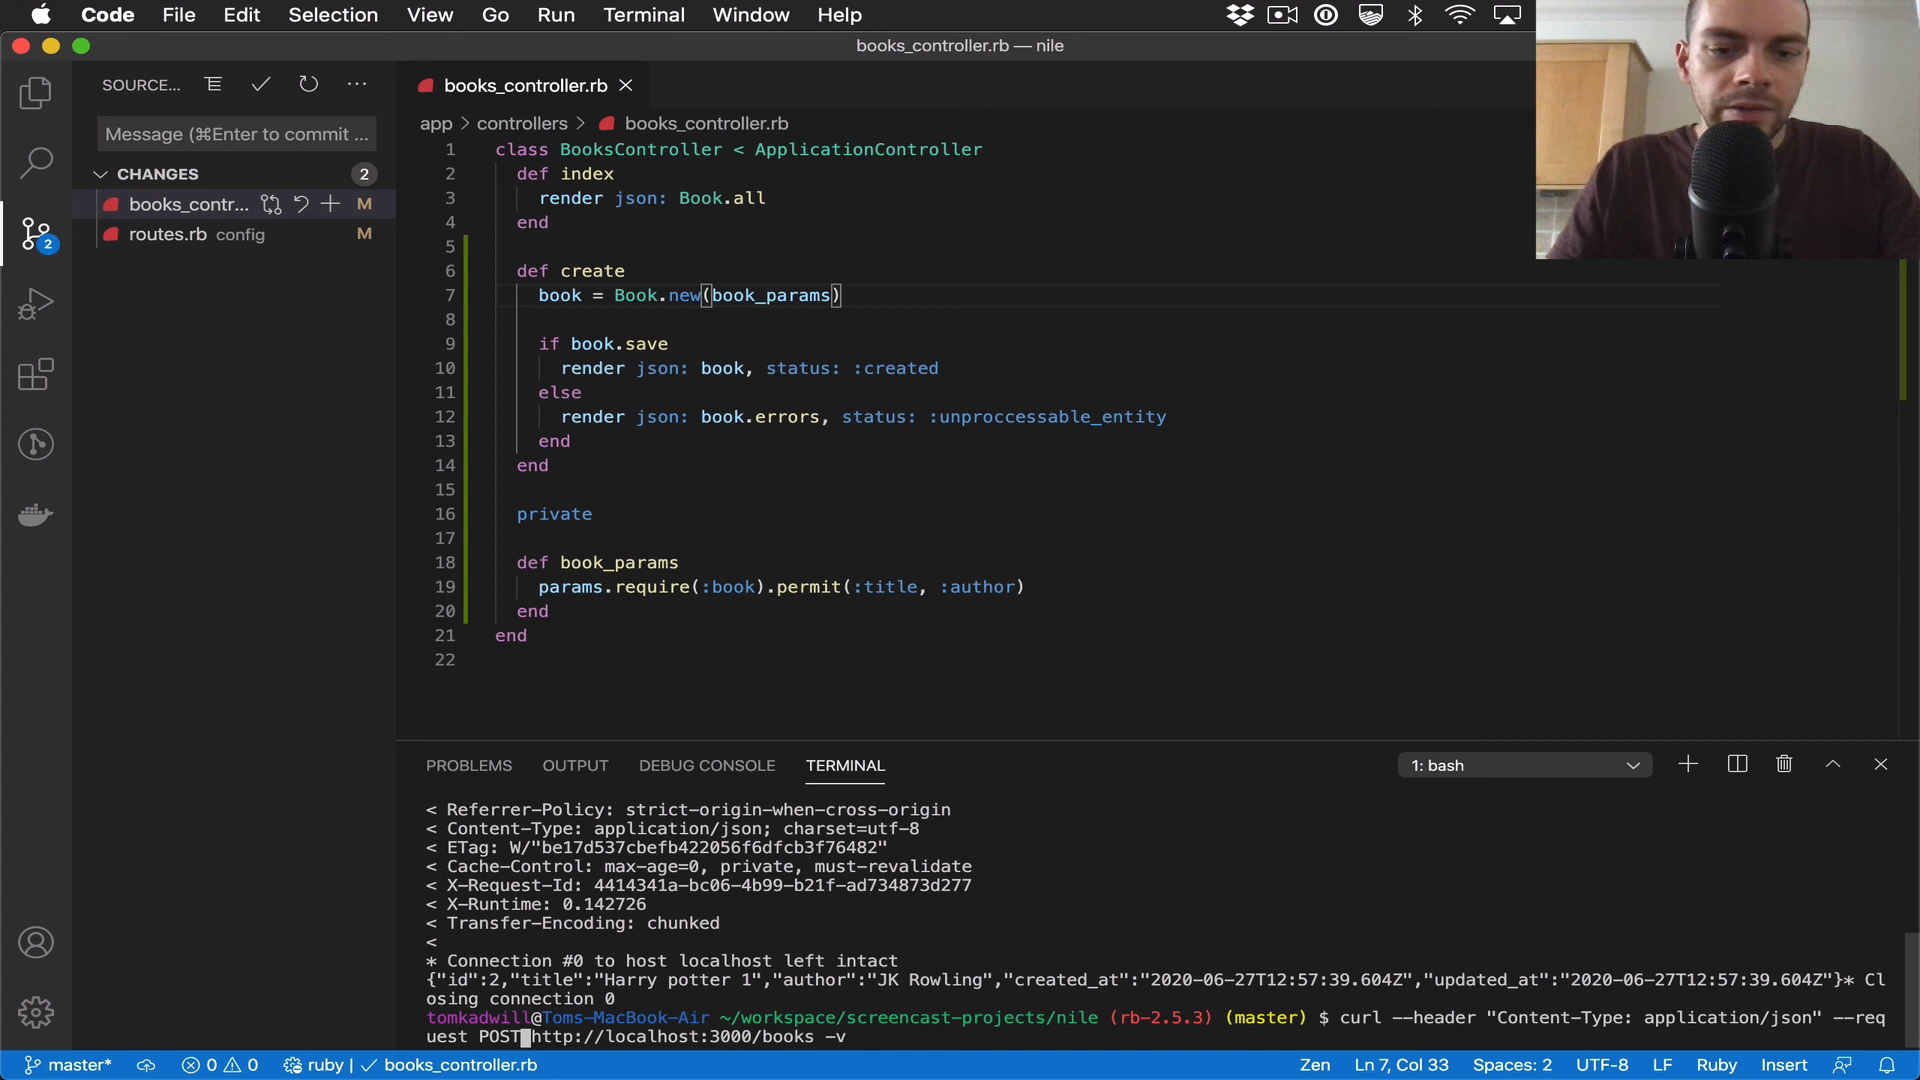 Code File Edit Selection View Go Run Terminal Window Help
books_controller.rb — nile
SOURCE...
Message (⌘Enter to commit ...
CHANGES 2
books_contr... M
routes.rb config M
2
books_controller.rb
app > controllers > books_controller.rb
1 class BooksController < ApplicationController
2 def index
3 render json: Book.all
4 end
5
6 def create
7 book = Book.new(book_params)
8
9 if book.save
10 render json: book, status: :created
11 else
12 render json: book.errors, status: :unproccessable_entity
13 end
14 end
15
16 private
17
18 def book_params
19 params.require(:book).permit(:title, :author)
20 end
21 end
22
PROBLEMS OUTPUT DEBUG CONSOLE TERMINAL 1: bash
< Referrer-Policy: strict-origin-when-cross-origin
< Content-Type: application/json; charset=utf-8
< ETag: W/"be17d537cbefb422056f6dfcb3f76482"
< Cache-Control: max-age=0, private, must-revalidate
< X-Request-Id: 4414341a-bc06-4b99-b21f-ad734873d277
< X-Runtime: 0.142726
< Transfer-Encoding: chunked
<
* Connection #0 to host localhost left intact
{"id":2,"title":"Harry potter 1","author":"JK Rowling","created_at":"2020-06-27T12:57:39.604Z","updated_at":"2020-06-27T12:57:39.604Z"}* Cl
osing connection 0
tomkadwill@Toms-MacBook-Air ~/workspace/screencast-projects/nile (rb-2.5.3) (master) $ curl --header "Content-Type: application/json" --req
uest POST http://localhost:3000/books -v
master* 0 0 ruby | ✓ books_controller.rb Zen Ln 7, Col 33 Spaces: 2 UTF-8 LF Ruby Insert